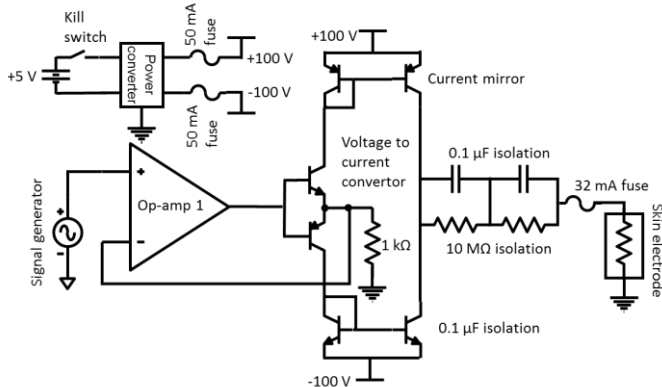 Kill
switch
50 mA
fuse
+100 V
+5 V
Power
converter
-100 V
50 mA
fuse
+100 V
Current mirror
Voltage to
current
convertor
0.1 µF isolation
32 mA fuse
Signal generator
+
-
+
-
Op-amp 1
1 kΩ
10 MΩ isolation
Skin
electrode
0.1 µF isolation
-100 V